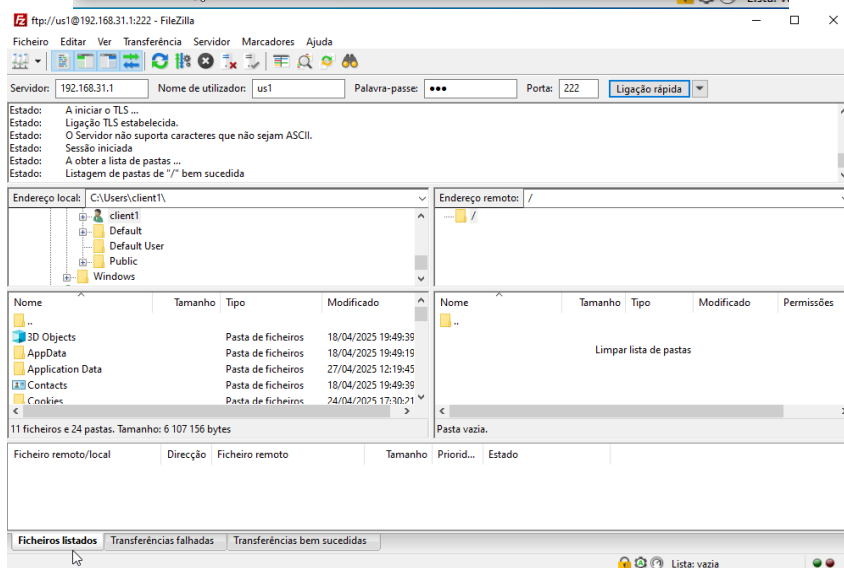 Lista: v
ftp://us1@192.168.31.1:222 - FileZilla
Ficheiro Editar Ver Transferência Servidor Marcadores Ajuda
Servidor: 192.168.31.1 Nome de utilizador: us1 Palavra-passe: ●●● Porta: 222 Ligação rápida
Estado: A iniciar o TLS ...
Estado: Ligação TLS estabelecida.
Estado: O Servidor não suporta caracteres que não sejam ASCII.
Estado: Sessão iniciada
Estado: A obter a lista de pastas ...
Estado: Listagem de pastas de "/" bem sucedida
Endereço local: C:\Users\client1\
client1
Default
Default User
Public
Windows
Endereço remoto: /
/
Nome Tamanho Tipo Modificado
..
3D Objects Pasta de ficheiros 18/04/2025 19:49:39
AppData Pasta de ficheiros 18/04/2025 19:49:19
Application Data Pasta de ficheiros 27/04/2025 12:19:45
Contacts Pasta de ficheiros 18/04/2025 19:49:39
Cookies Pasta de ficheiros 24/04/2025 17:30:21
11 ficheiros e 24 pastas. Tamanho: 6 107 156 bytes
Nome Tamanho Tipo Modificado Permissões
..
Limpar lista de pastas
Pasta vazia.
Ficheiro remoto/local Direcção Ficheiro remoto Tamanho Priorid... Estado
Ficheiros listados Transferências falhadas Transferências bem sucedidas
Lista: vazia